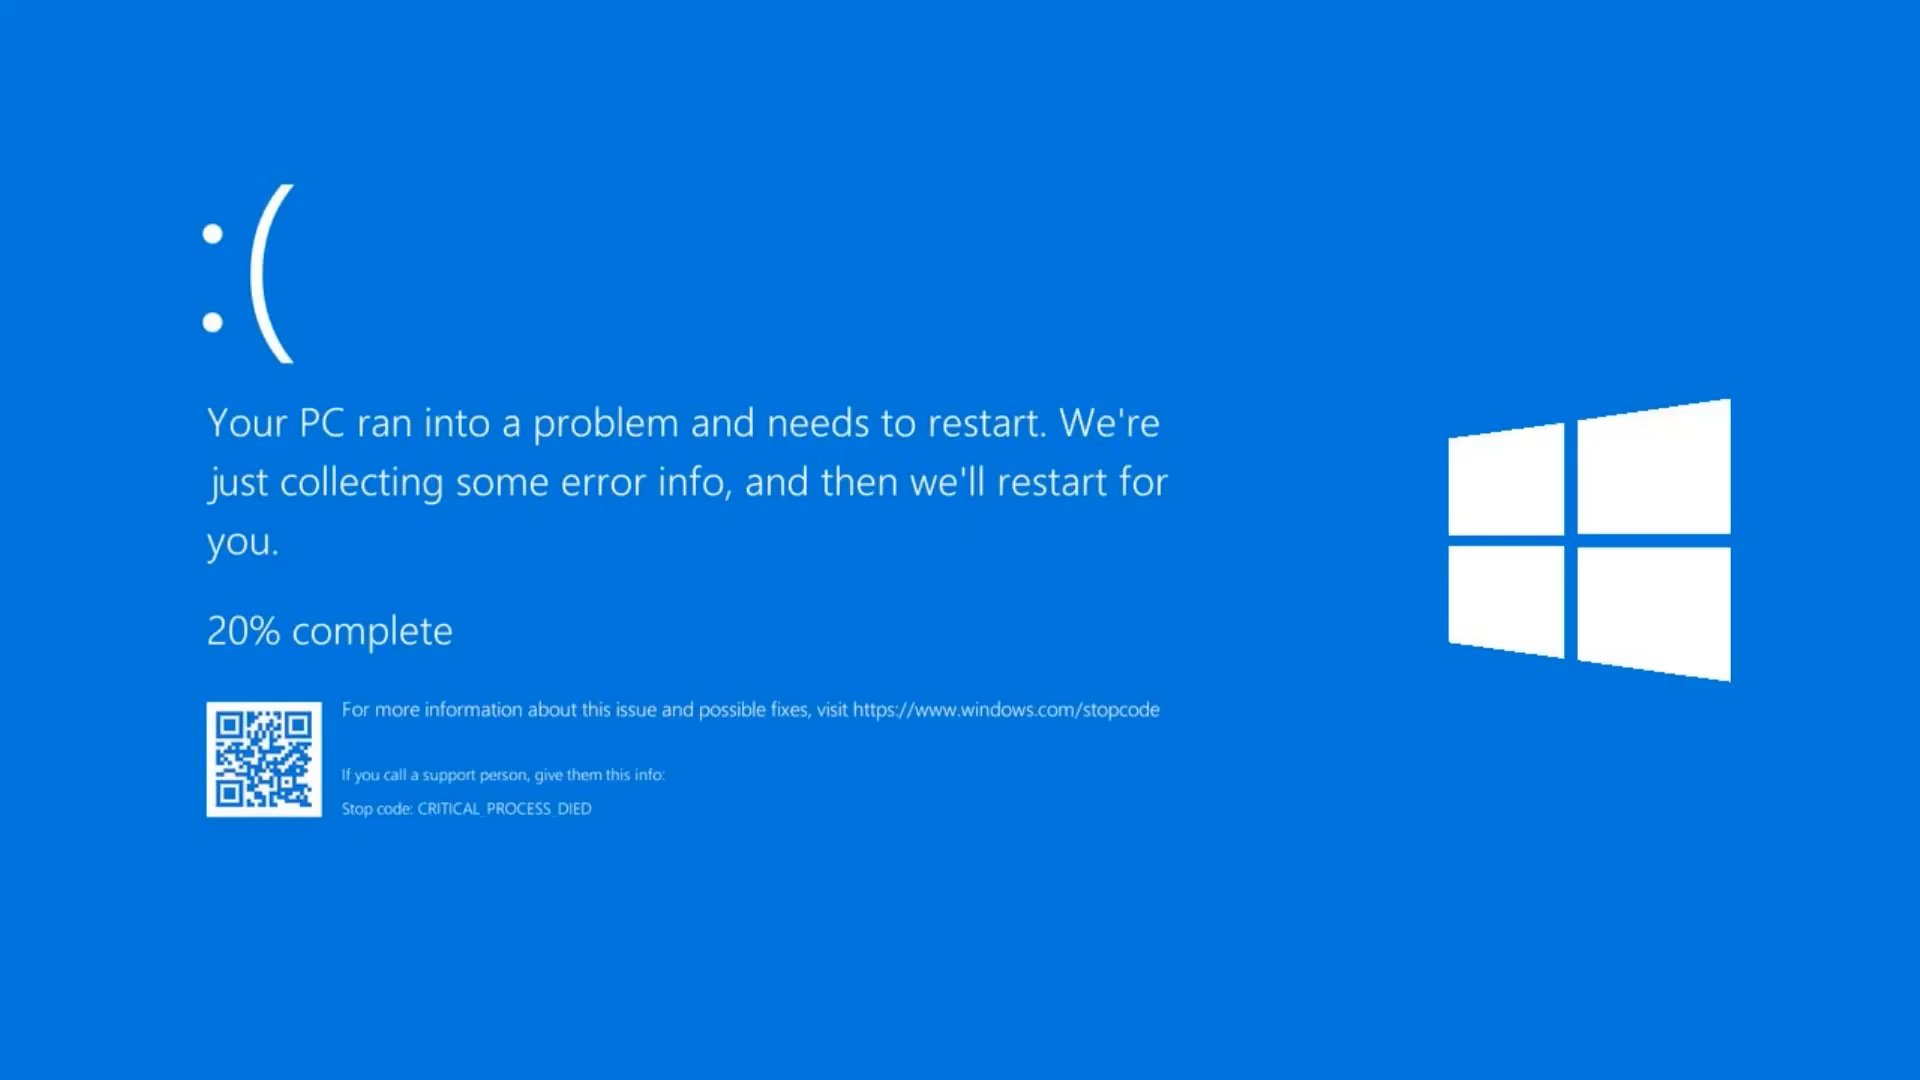 :(
Your PC ran into a problem and needs to restart. We're
just collecting some error info, and then we'll restart for
you.
20% complete
For more information about this issue and possible fixes, visit https://www.windows.com/stopcode
If you call a support person, give them this info:
Stop code: CRITICAL_PROCESS_DIED